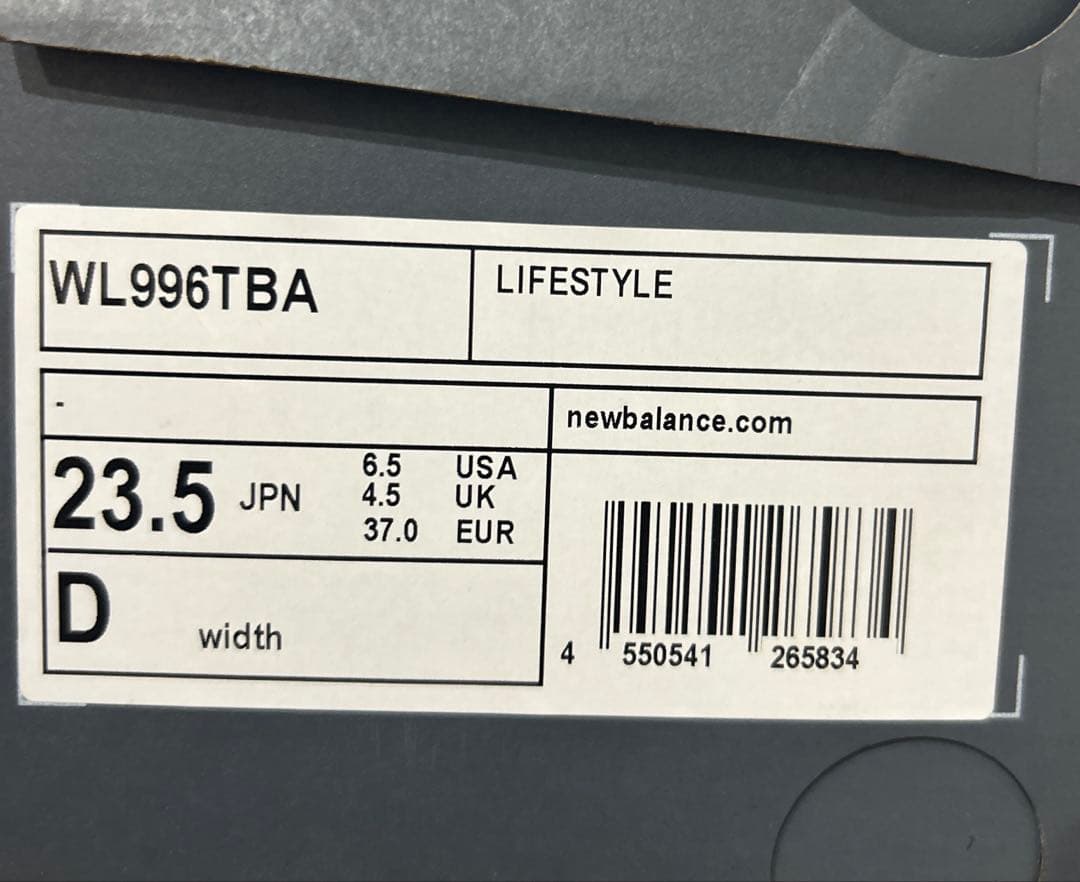 WL996TBA
LIFESTYLE
-
newbalance.com
23.5 JPN
6.5 USA
4.5 UK
37.0 EUR
D width
4 550541 265834